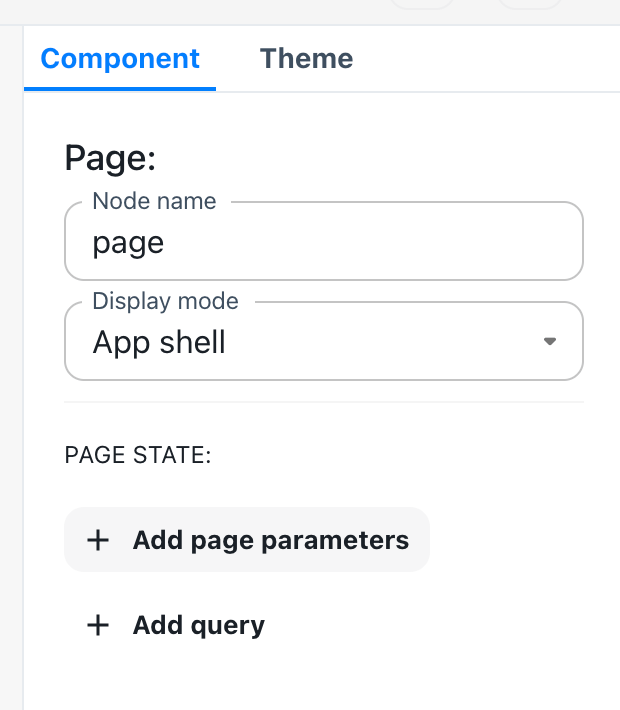 Component Theme
Page:
Node name
page
Display mode
App shell
PAGE STATE:
+ Add page parameters
+ Add query